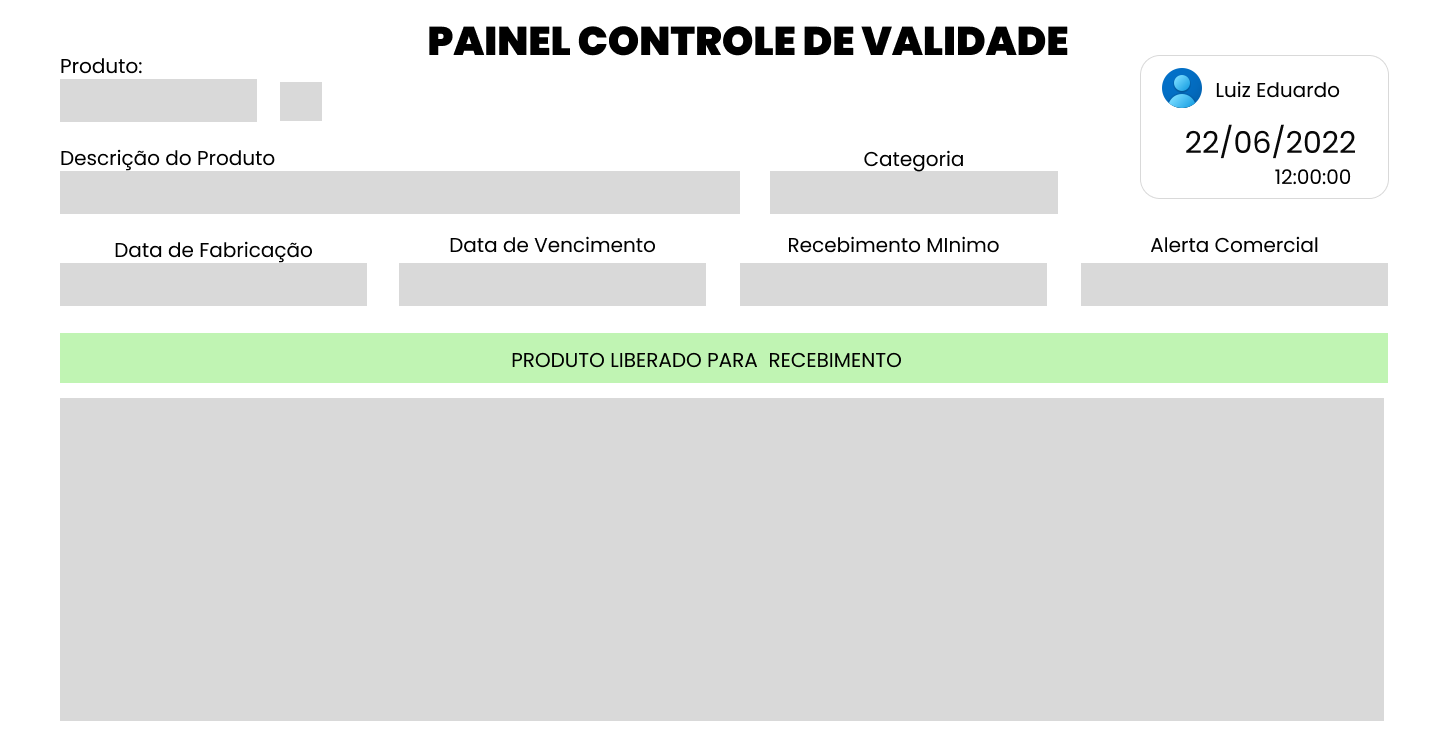 PAINEL CONTROLE DE VALIDADE
Produto:
Luiz Eduardo
22/06/2022
12:00:00
Descrição do Produto
Categoria
Data de Fabricação
Data de Vencimento
Recebimento MInimo
Alerta Comercial
PRODUTO LIBERADO PARA  RECEBIMENTO